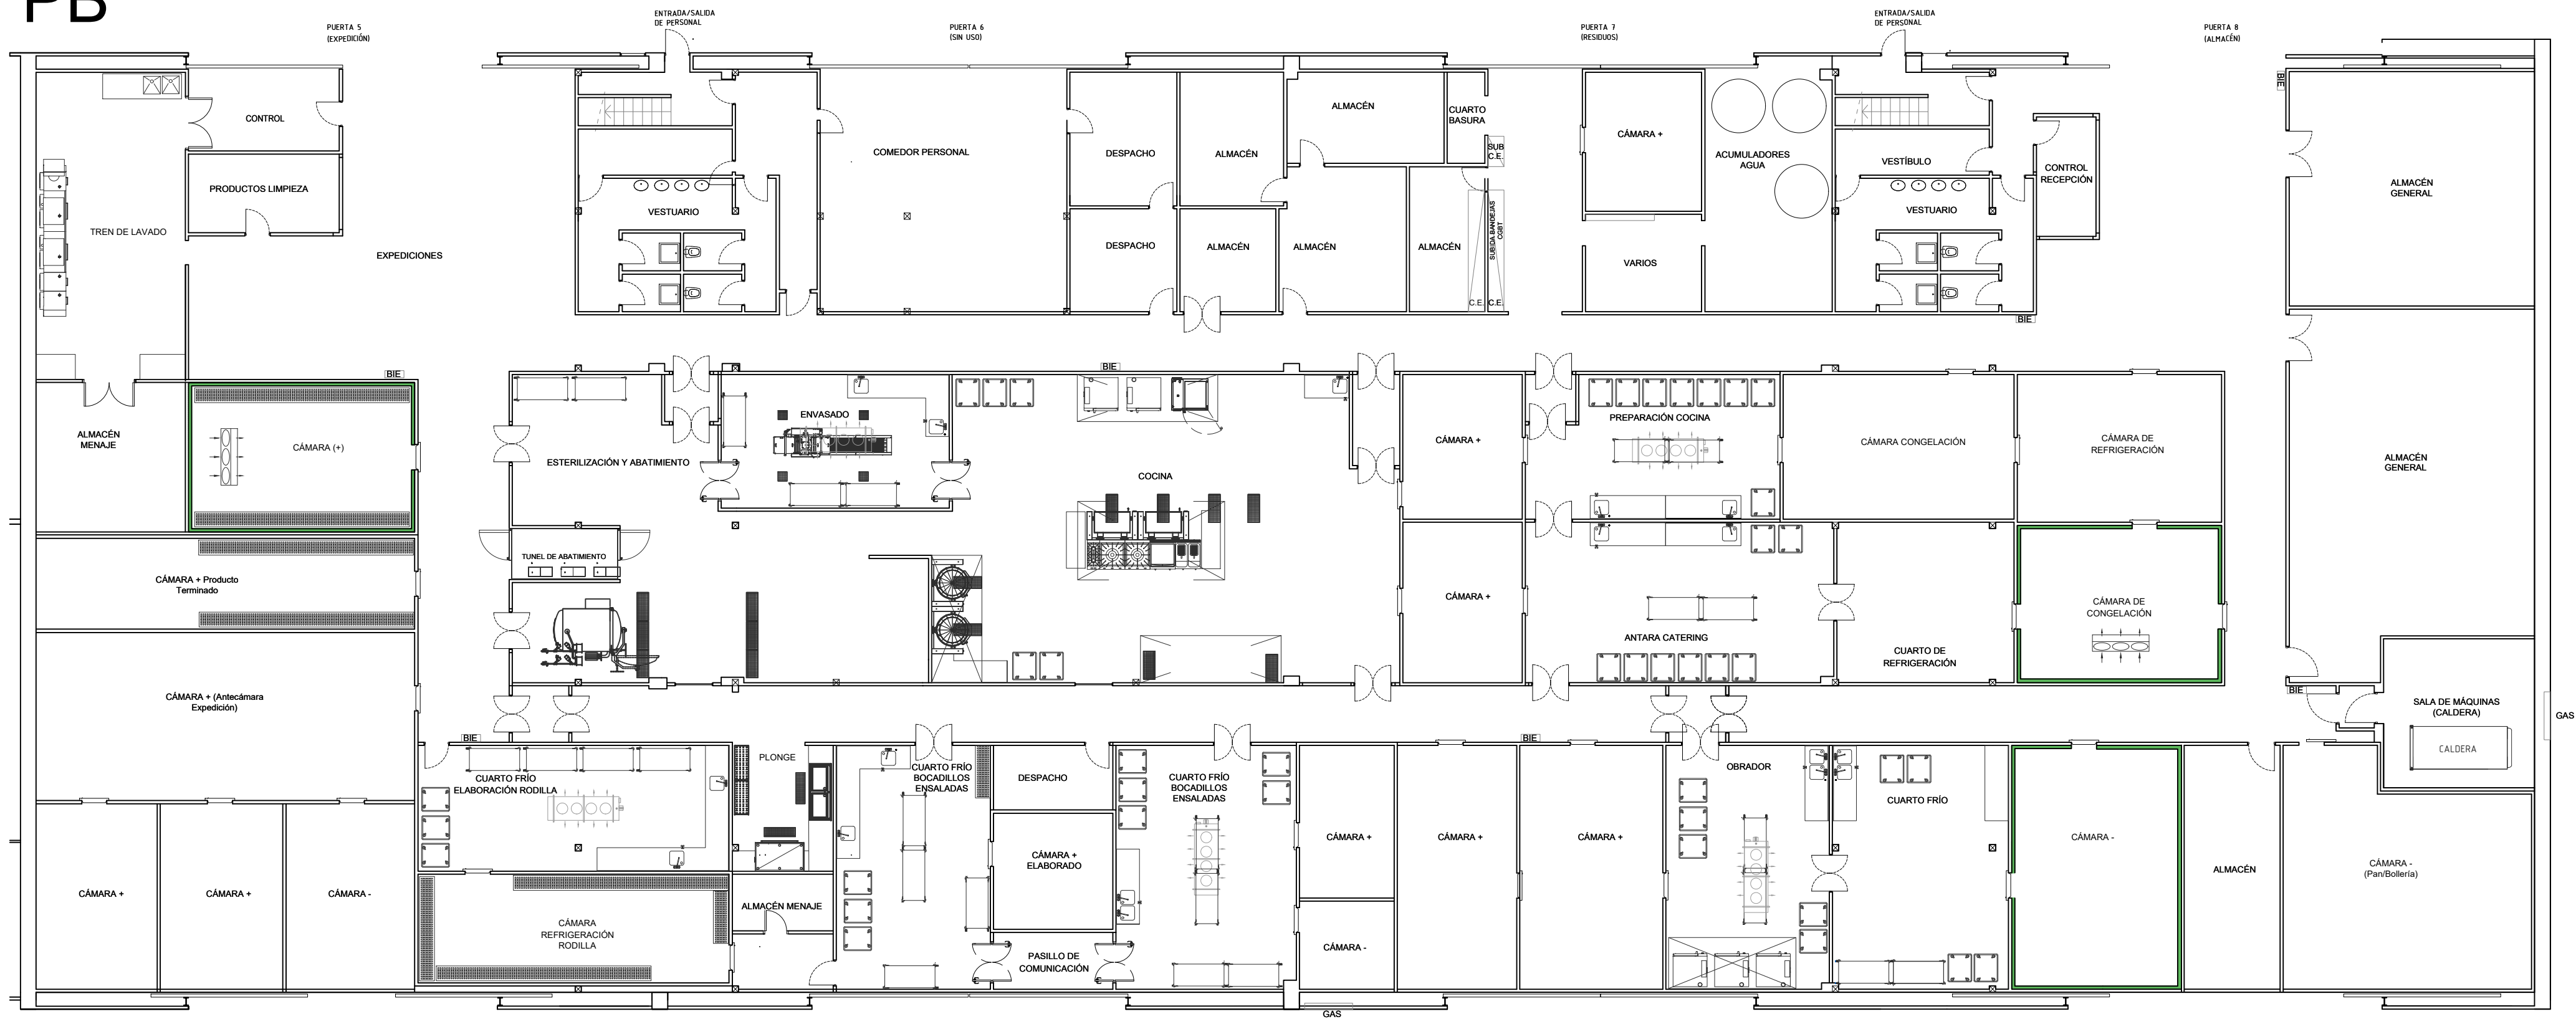 PB
PUERTA 5
(EXPEDICIÓN)
ENTRADA/SALIDA
DE PERSONAL
PUERTA 6
(SIN USO)
PUERTA 7
(RESIDUOS)
ENTRADA/SALIDA
DE PERSONAL
PUERTA 8
(ALMACÉN)
CONTROL
PRODUCTOS LIMPIEZA
TREN DE LAVADO
EXPEDICIONES
VESTUARIO
COMEDOR PERSONAL
DESPACHO
DESPACHO
ALMACÉN
ALMACÉN
ALMACÉN
ALMACÉN
ALMACÉN
CUARTO
BASURA
SUB
C.E.
SUBIDA BANDEJAS
CGBT
C.E.
C.E.
CÁMARA +
VARIOS
ACUMULADORES
AGUA
VESTÍBULO
VESTUARIO
CONTROL
RECEPCIÓN
BIE
BIE
ALMACÉN
GENERAL
ALMACÉN
GENERAL
BIE
BIE
ALMACÉN
MENAJE
CÁMARA (+)
ESTERILIZACIÓN Y ABATIMIENTO
ENVASADO
COCINA
CÁMARA +
PREPARACIÓN COCINA
CÁMARA CONGELACIÓN
CÁMARA DE
REFRIGERACIÓN
CÁMARA + Producto
Terminado
TUNEL DE ABATIMIENTO
CÁMARA +
ANTARA CATERING
CUARTO DE
REFRIGERACIÓN
CÁMARA DE
CONGELACIÓN
CÁMARA + (Antecámara
Expedición)
BIE
SALA DE MÁQUINAS
(CALDERA)
CALDERA
GAS
BIE
BIE
CUARTO FRÍO
ELABORACIÓN RODILLA
PLONGE
CUARTO FRÍO
BOCADILLOS
ENSALADAS
DESPACHO
CUARTO FRÍO
BOCADILLOS
ENSALADAS
OBRADOR
CUARTO FRÍO
CÁMARA +
CÁMARA +
CÁMARA -
CÁMARA
REFRIGERACIÓN
RODILLA
ALMACÉN MENAJE
CÁMARA +
ELABORADO
PASILLO DE
COMUNICACIÓN
CÁMARA +
CÁMARA -
CÁMARA +
CÁMARA +
CÁMARA -
ALMACÉN
CÁMARA -
(Pan/Bollería)
GAS